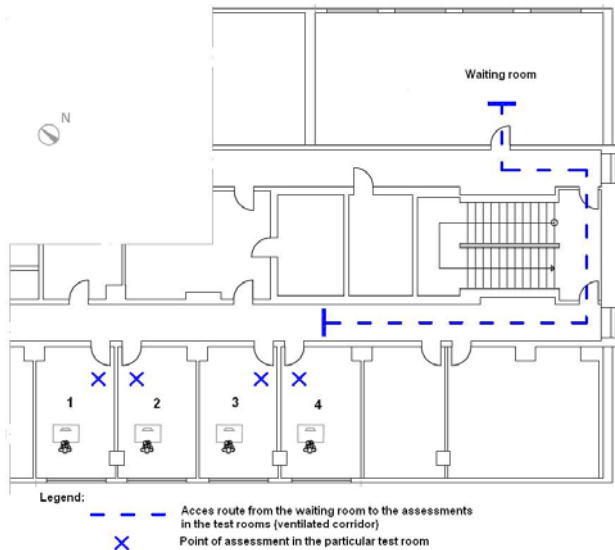 Waiting room
N
1
2
3
4
Legend:
Acces route from the waiting room to the assessments
in the test rooms (ventilated corridor)
Point of assessment in the particular test room